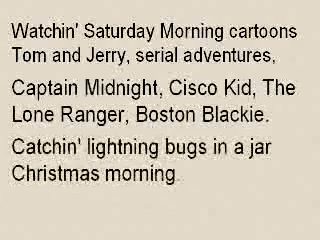 Watchin' Saturday Morning cartoons
Tom and Jerry, serial adventures,
Captain Midnight, Cisco Kid, The
Lone Ranger, Boston Blackie.
Catchin' lightning bugs in a jar
Christmas morning.